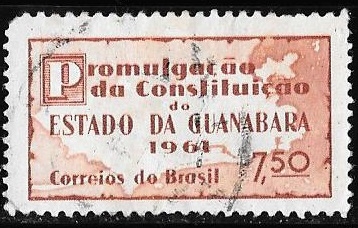 Promulgação
da Constituição
do
ESTADO DA GUANABARA
1961
7,50
Correios do Brasil